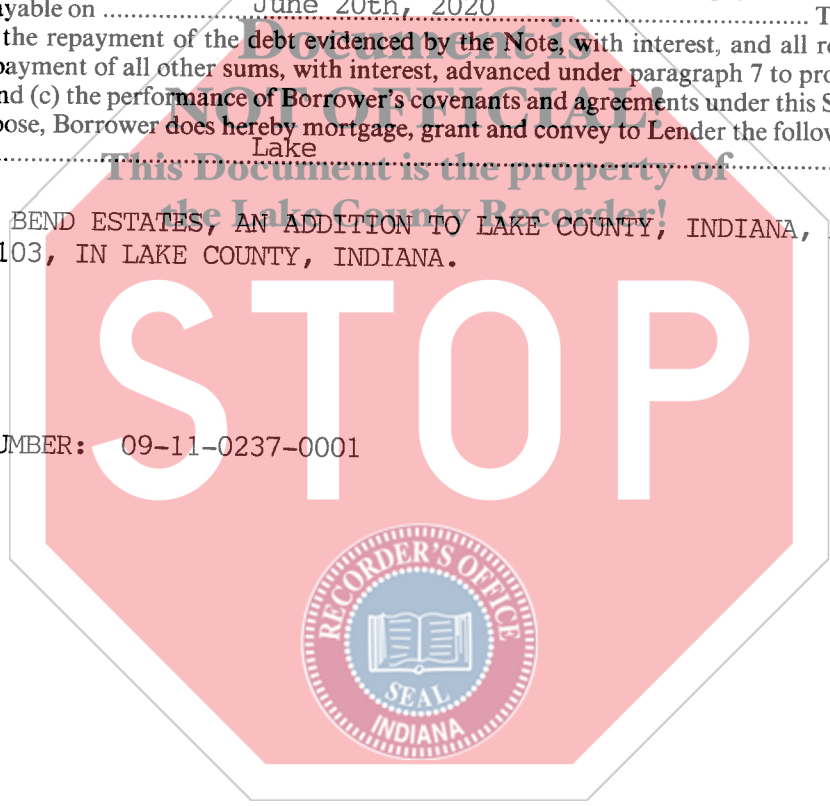 ayable on June 20th, 2020 T
the repayment of the debt evidenced by the Note, with interest, and all re
payment of all other sums, with interest, advanced under paragraph 7 to pro
nd (c) the performance of Borrower's covenants and agreements under this S
pose, Borrower does hereby mortgage, grant and convey to Lender the follow
Lake
Document is
NOT OFFICIAL!
This Document is the property of
the Lake County Recorder!
BEND ESTATES, AN ADDITION TO LAKE COUNTY, INDIANA,
103, IN LAKE COUNTY, INDIANA.
STOP
UMBER: 09-11-0237-0001
RECORDER'S OFFICE
SEAL
INDIANA